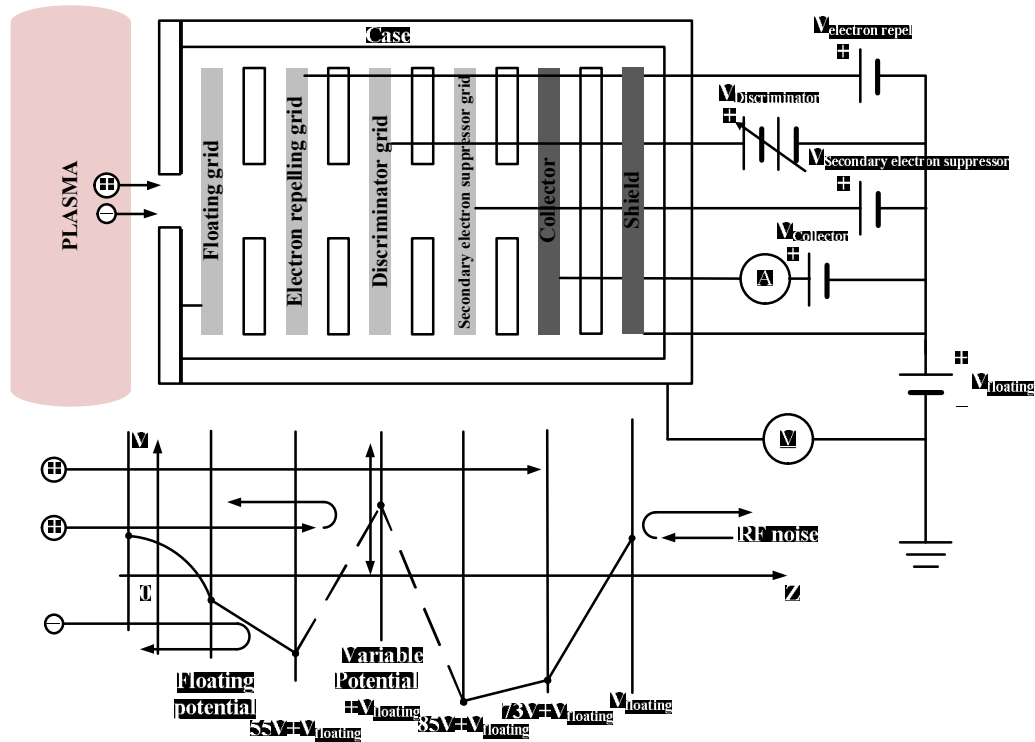 Case
V electron repel
+
V Discriminator
+
V Secondary electron suppressor
+
V Collector
+
A
+
V floating
−
V
PLASMA
+
−
Floating grid
Electron repelling grid
Discriminator grid
Secondary electron suppressor grid
Collector
Shield
V
+
+
−
Z
RF noise
Floating
potential
Variable
Potential
+V floating
55V+V floating
85V+V floating
73V+V floating
V floating